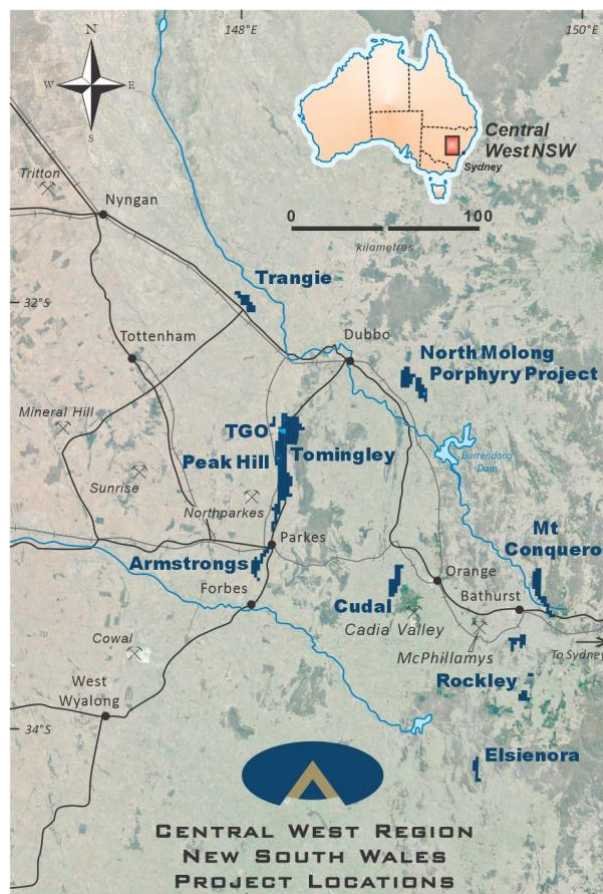 148°E
150°E
N
W
E
S
Central
West NSW
Sydney
Tritton
Nyngan
0
100
kilometres
Trangie
32°S
Dubbo
Tottenham
North Molong
Porphyry Project
Mineral Hill
TGO
Tomingley
Peak Hill
Burrendong
Dam
Sunrise
Northparkes
Parkes
Mt
Conquero
Armstrongs
Orange
Forbes
Cudal
Bathurst
Cadia Valley
Cowal
McPhillamys
To Sydney
West
Wyalong
Rockley
34°S
Elsienora
CENTRAL WEST REGION
NEW SOUTH WALES
PROJECT LOCATIONS